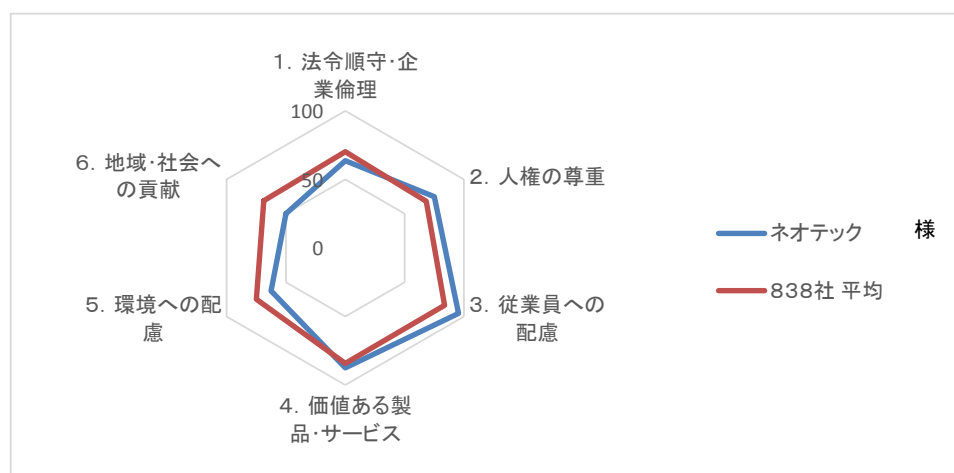 １．法令順守・企
業倫理
100
６．地域・社会へ
の貢献
50
２．人権の尊重
ネオテック 様
0
838社 平均
５．環境への配
慮
３．従業員への
配慮
４．価値ある製
品・サービス